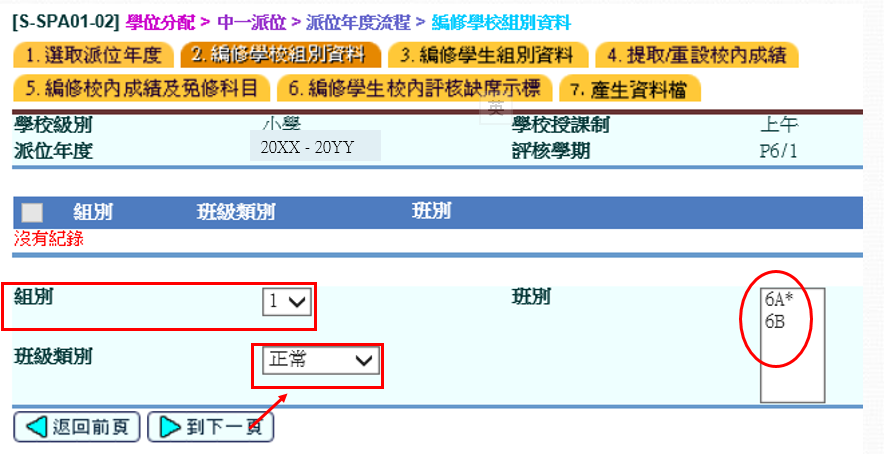 [S-SPA01-02] 學位分配 > 中一派位 > 派位年度流程 > 編修學校組別資料
1. 選取派位年度 2. 編修學校組別資料 3. 編修學生組別資料 4. 提取/重設校內成績
5. 編修校內成績及免修科目 6. 編修學生校內評核缺席示標 7. 產生資料檔
英
學校級別 小學 學校授課制 上午
派位年度 20XX - 20YY 評核學期 P6/1
組別 班級類別 班別
沒有紀錄
組別 1 班別 6A*
6B
班級類別 正常
返回前頁 到下一頁